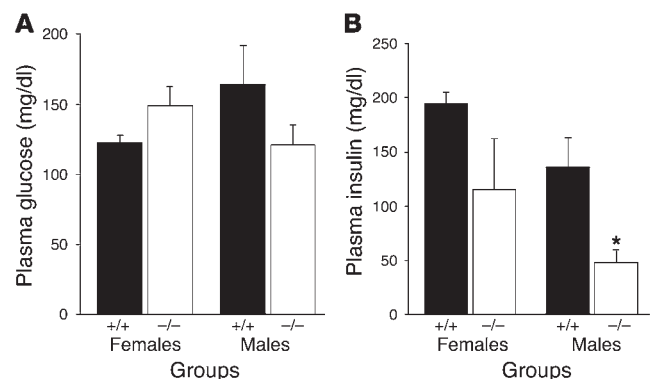 A
Plasma glucose (mg/dl)
200
150
100
50
0
+/+ –/– +/+ –/–
Females Males
Groups
B
Plasma insulin (mg/dl)
250
200
150
100
50
0
*
+/+ –/– +/+ –/–
Females Males
Groups